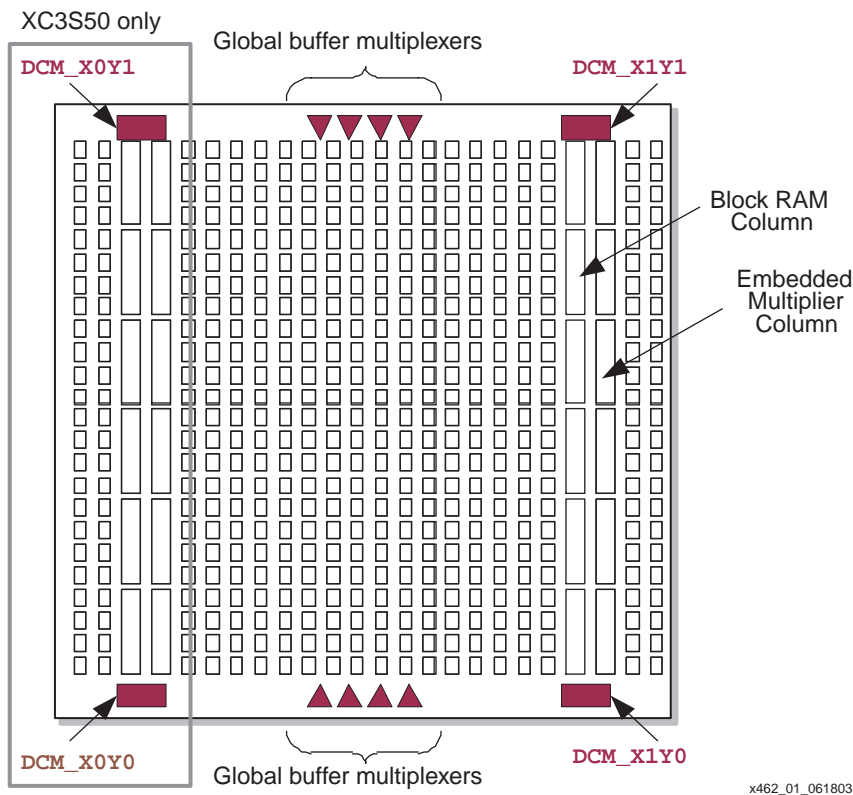 XC3S50 only
Global buffer multiplexers
DCM_X0Y1
DCM_X1Y1
Block RAM
Column
Embedded
Multiplier
Column
DCM_X0Y0
DCM_X1Y0
Global buffer multiplexers
x462_01_061803